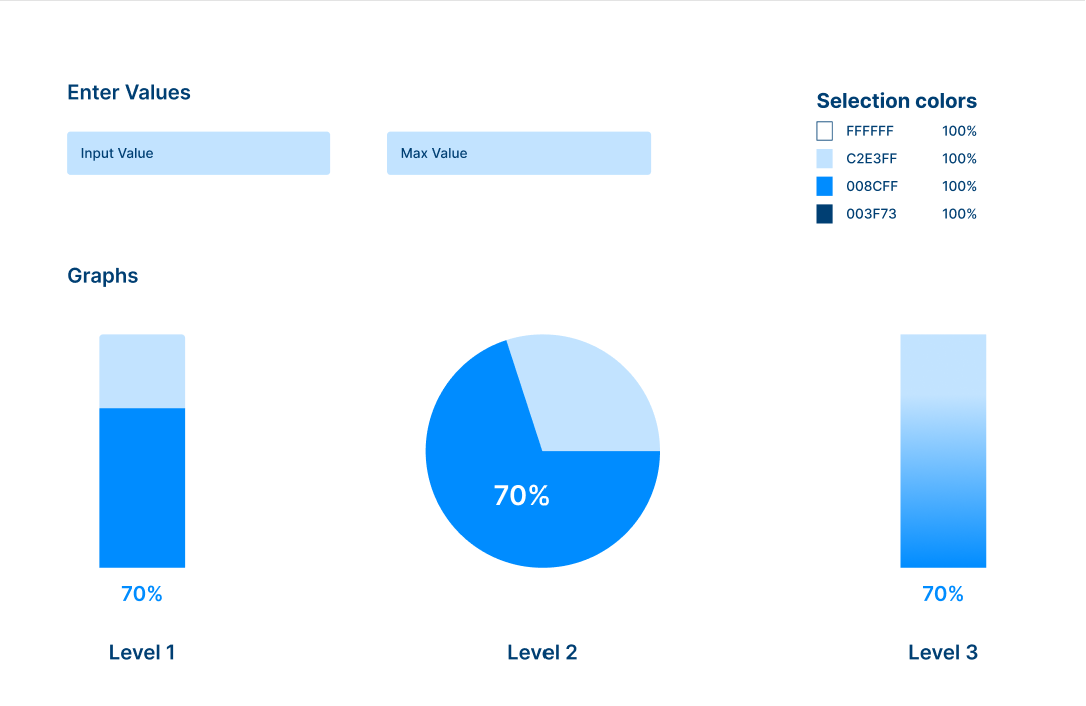 Enter Values
Input Value
Max Value
Selection colors
FFFFFF 100%
C2E3FF 100%
008CFF 100%
003F73 100%
Graphs
70%
70%
70%
Level 1
Level 2
Level 3